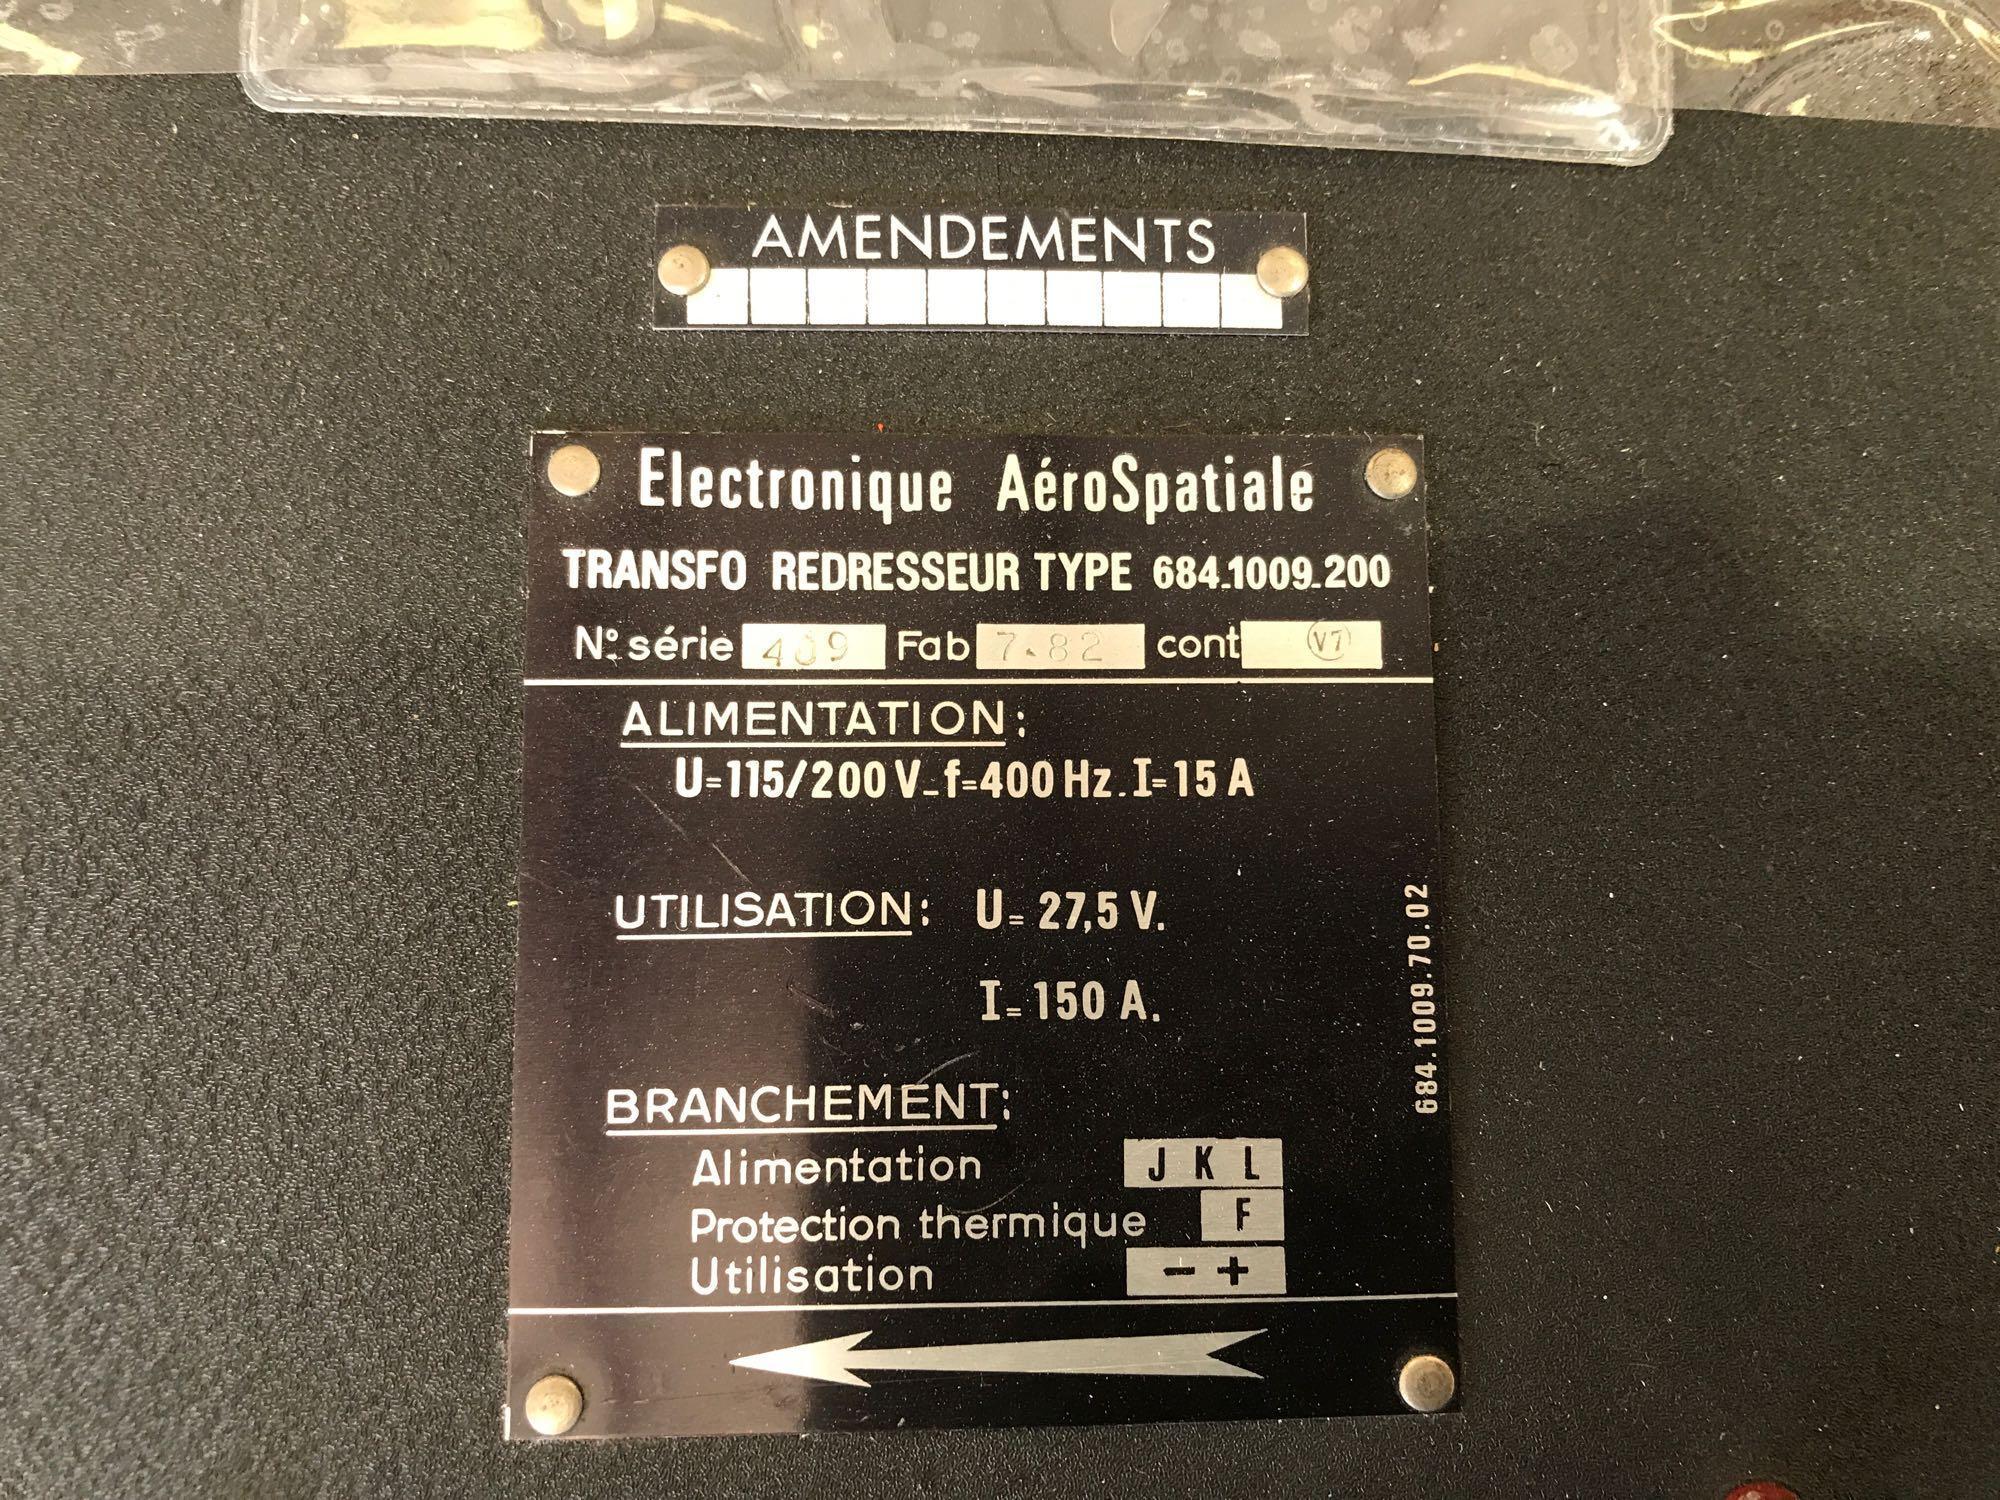 AMENDEMENTS
Electronique AéroSpatiale
TRANSFO REDRESSEUR TYPE 684.1009.200
N° série 409 Fab 7.82 cont V7
ALIMENTATION:
U=115/200 V_f=400 Hz.I=15 A
UTILISATION: U= 27,5 V.
I= 150 A.
BRANCHEMENT:
Alimentation J K L
Protection thermique F
Utilisation − +
684.1009.70.02